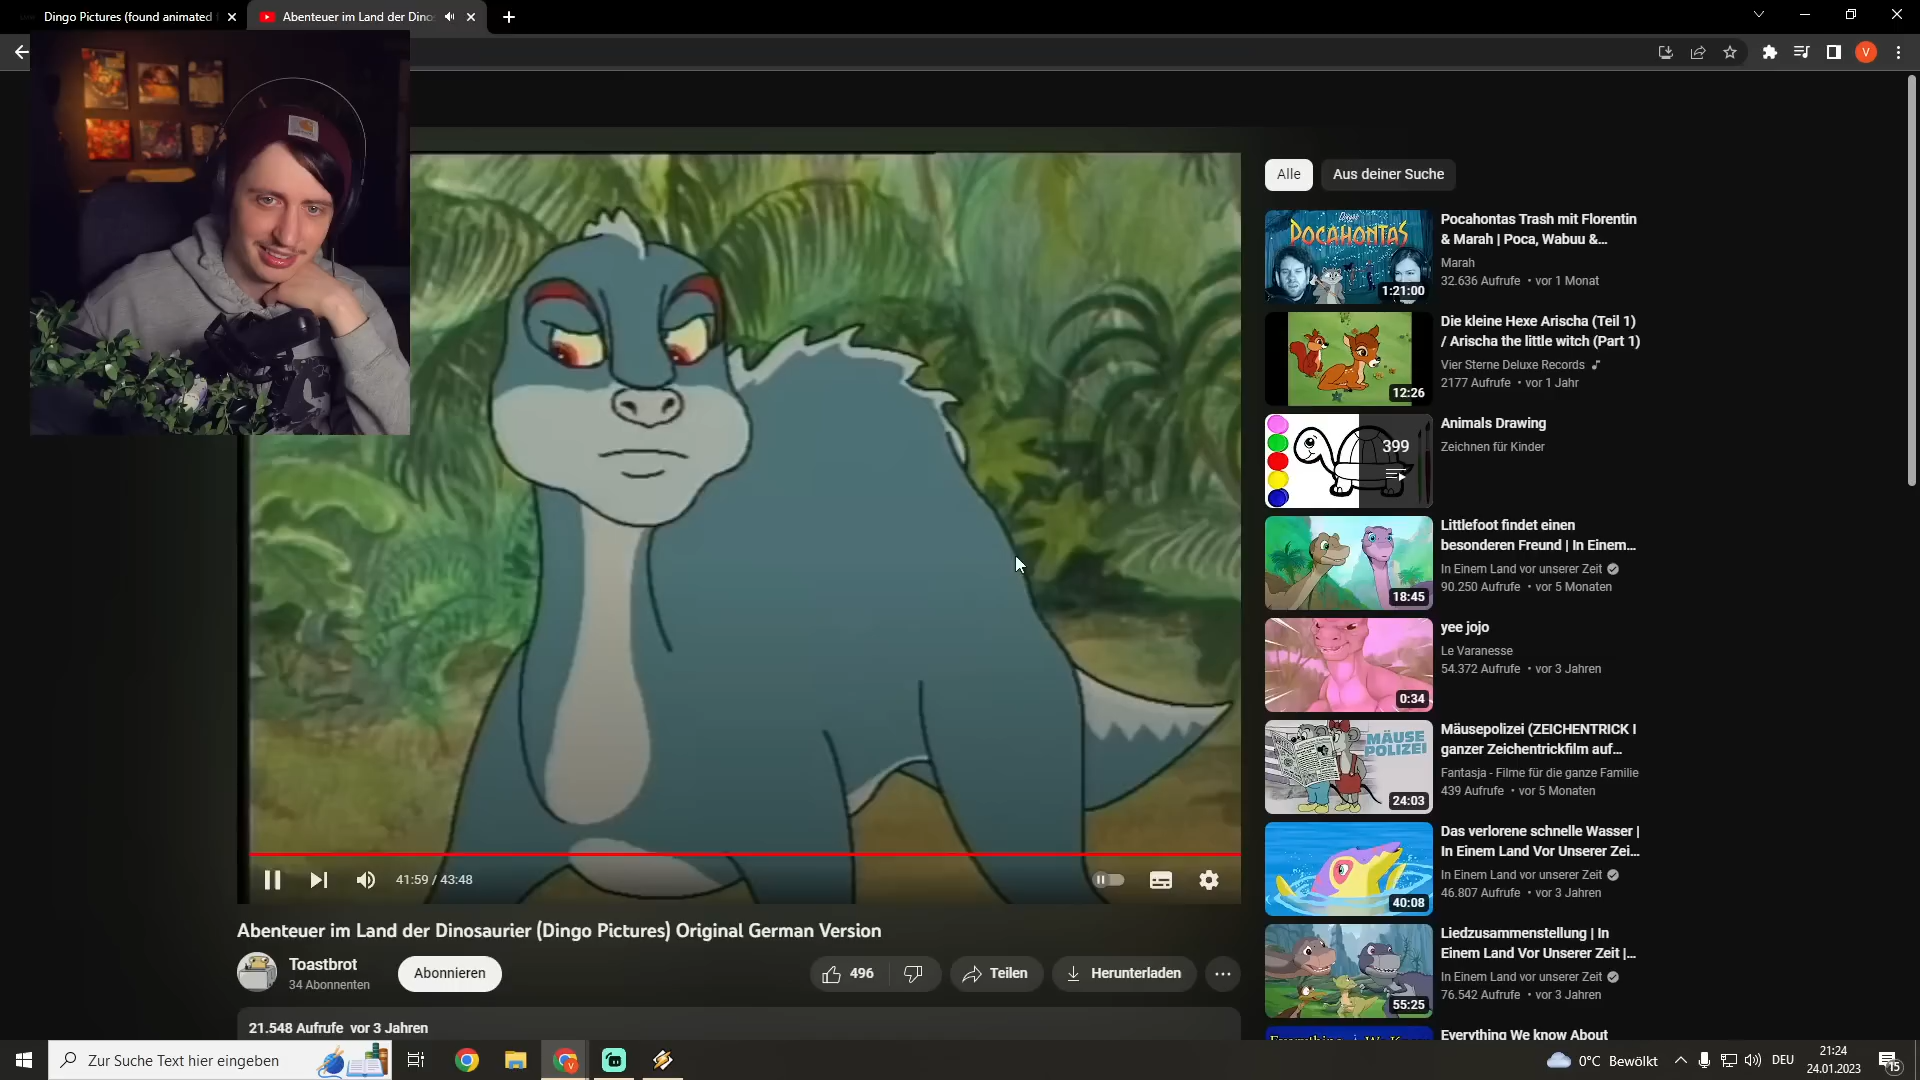 Dingo Pictures (found animated
Abenteuer im Land der Dino
V
Alle
Aus deiner Suche
Dingo
POCAHONTAS
1:21:00
Pocahontas Trash mit Florentin
& Marah | Poca, Wabuu &...
Marah
32.636 Aufrufe • vor 1 Monat
12:26
Die kleine Hexe Arischa (Teil 1)
/ Arischa the little witch (Part 1)
Vier Sterne Deluxe Records
2177 Aufrufe • vor 1 Jahr
399
Animals Drawing
Zeichnen für Kinder
18:45
Littlefoot findet einen
besonderen Freund | In Einem...
In Einem Land vor unserer Zeit
90.250 Aufrufe • vor 5 Monaten
0:34
yee jojo
Le Varanesse
54.372 Aufrufe • vor 3 Jahren
MÄUSE
POLIZEI
24:03
Mäusepolizei (ZEICHENTRICK I
ganzer Zeichentrickfilm auf...
Fantasja - Filme für die ganze Familie
439 Aufrufe • vor 5 Monaten
40:08
Das verlorene schnelle Wasser |
In Einem Land Vor Unserer Zei...
In Einem Land vor unserer Zeit
46.807 Aufrufe • vor 3 Jahren
55:25
Liedzusammenstellung | In
Einem Land Vor Unserer Zeit |...
In Einem Land vor unserer Zeit
76.542 Aufrufe • vor 3 Jahren
Everything We know About
41:59 / 43:48
Abenteuer im Land der Dinosaurier (Dingo Pictures) Original German Version
Toastbrot
34 Abonnenten
Abonnieren
496
Teilen
Herunterladen
21.548 Aufrufe vor 3 Jahren
Zur Suche Text hier eingeben
0°C Bewölkt
DEU
21:24
24.01.2023
15